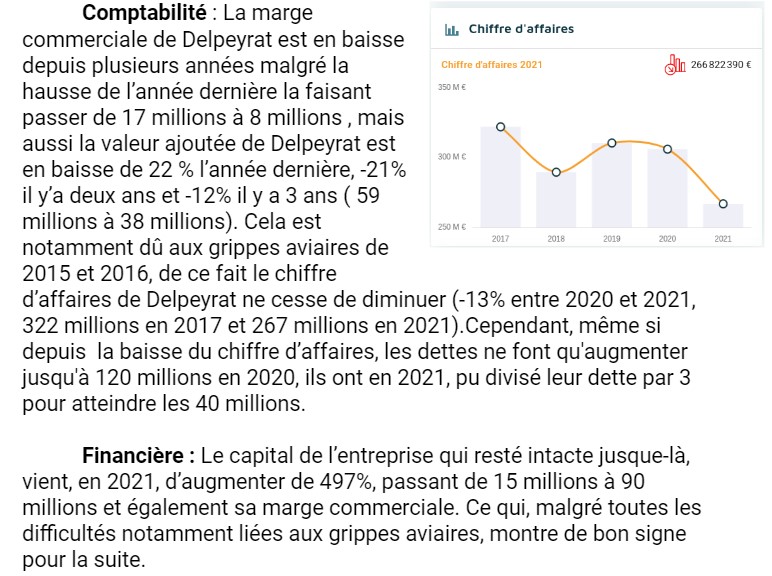 Comptabilité : La marge
commerciale de Delpeyrat est en baisse
depuis plusieurs années malgré la
hausse de l'année dernière la faisant
passer de 17 millions à 8 millions , mais
aussi la valeur ajoutée de Delpeyrat est
en baisse de 22 % l'année dernière, -21%
il y'a deux ans et -12% il y a 3 ans ( 59
millions à 38 millions). Cela est
notamment dû aux grippes aviaires de
2015 et 2016, de ce fait le chiffre
d'affaires de Delpeyrat ne cesse de diminuer (-13% entre 2020 et 2021,
322 millions en 2017 et 267 millions en 2021).Cependant, même si
depuis  la baisse du chiffre d'affaires, les dettes ne font qu'augmenter
jusqu'à 120 millions en 2020, ils ont en 2021, pu divisé leur dette par 3
pour atteindre les 40 millions.
Chiffre d'affaires
Chiffre d'affaires 2021
266 822 390 €
350 M €
300 M €
250 M €
2017 2018 2019 2020 2021
Financière : Le capital de l'entreprise qui resté intacte jusque-là,
vient, en 2021, d'augmenter de 497%, passant de 15 millions à 90
millions et également sa marge commerciale. Ce qui, malgré toutes les
difficultés notamment liées aux grippes aviaires, montre de bon signe
pour la suite.